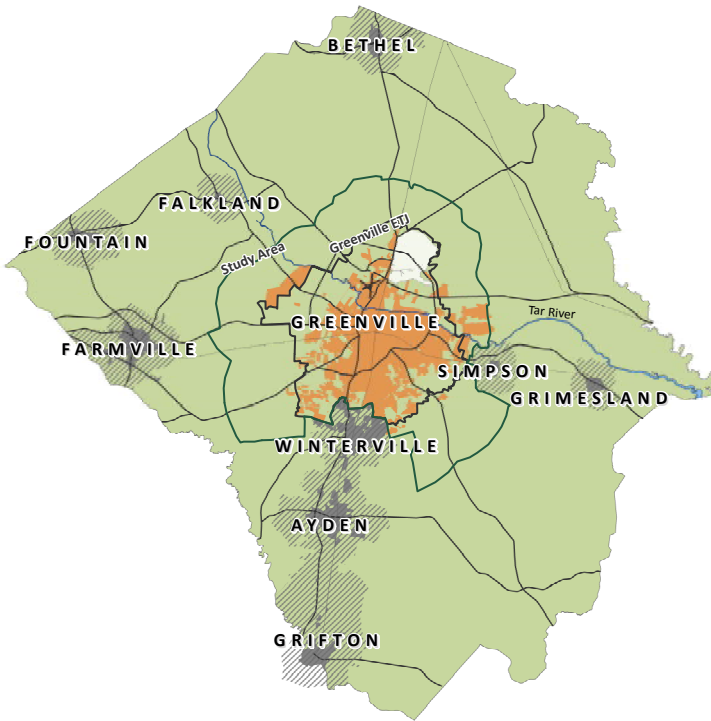 BETHEL
FALKLAND
FOUNTAIN
Greenville ETJ
Study Area
Tar River
GREENVILLE
FARMVILLE
SIMPSON
GRIMESLAND
WINTERVILLE
AYDEN
GRIFTON